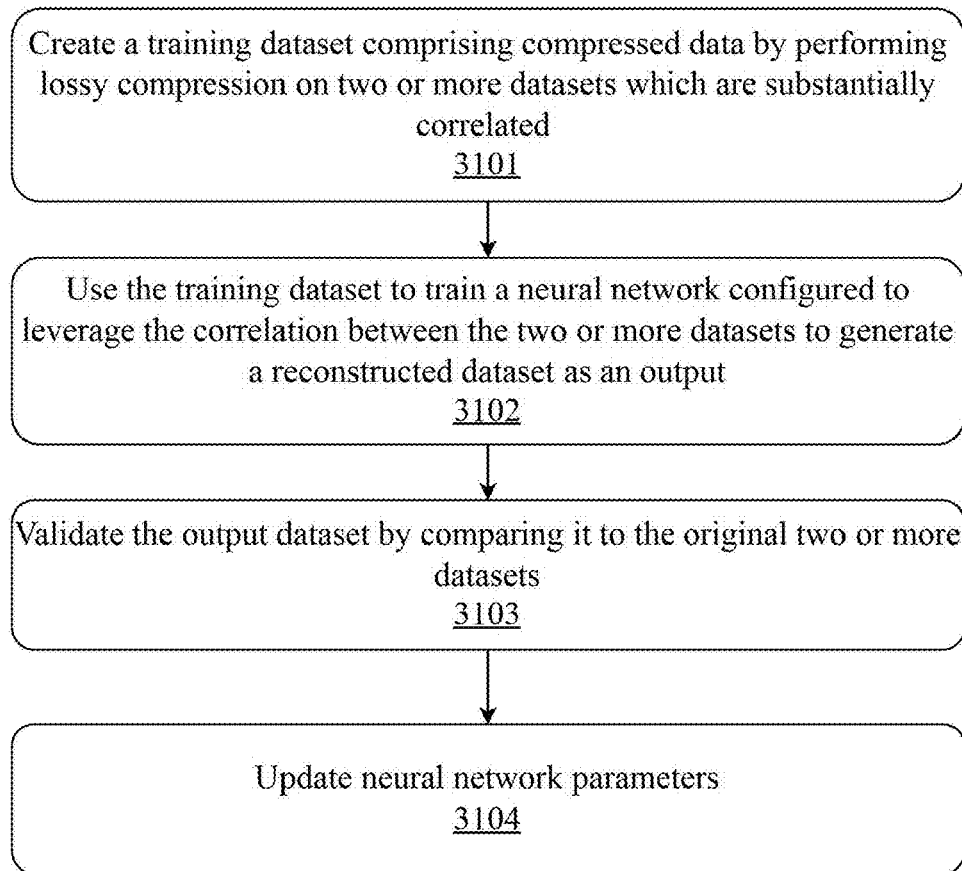 Create a training dataset comprising compressed data by performing
lossy compression on two or more datasets which are substantially
correlated
3101
Use the training dataset to train a neural network configured to
leverage the correlation between the two or more datasets to generate
a reconstructed dataset as an output
3102
Validate the output dataset by comparing it to the original two or more
datasets
3103
Update neural network parameters
3104